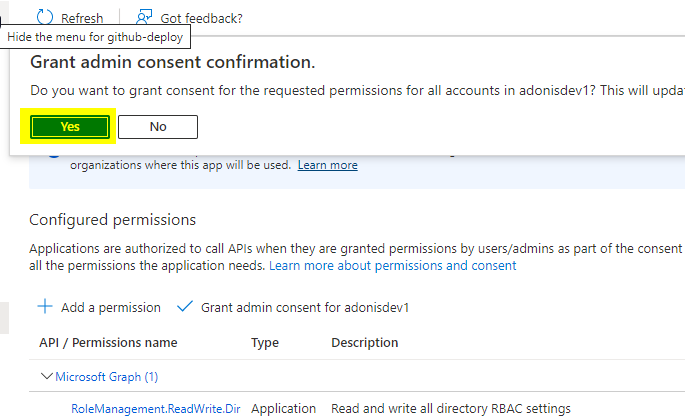 Refresh
Got feedback?
Hide the menu for github-deploy
Grant admin consent confirmation.
Do you want to grant consent for the requested permissions for all accounts in adonisdev1? This will upda
Yes
No
organizations where this app will be used. Learn more
Configured permissions
Applications are authorized to call APIs when they are granted permissions by users/admins as part of the consent
all the permissions the application needs. Learn more about permissions and consent
Add a permission
Grant admin consent for adonisdev1
API / Permissions name
Type
Description
Microsoft Graph (1)
RoleManagement.ReadWrite.Dir
Application
Read and write all directory RBAC settings